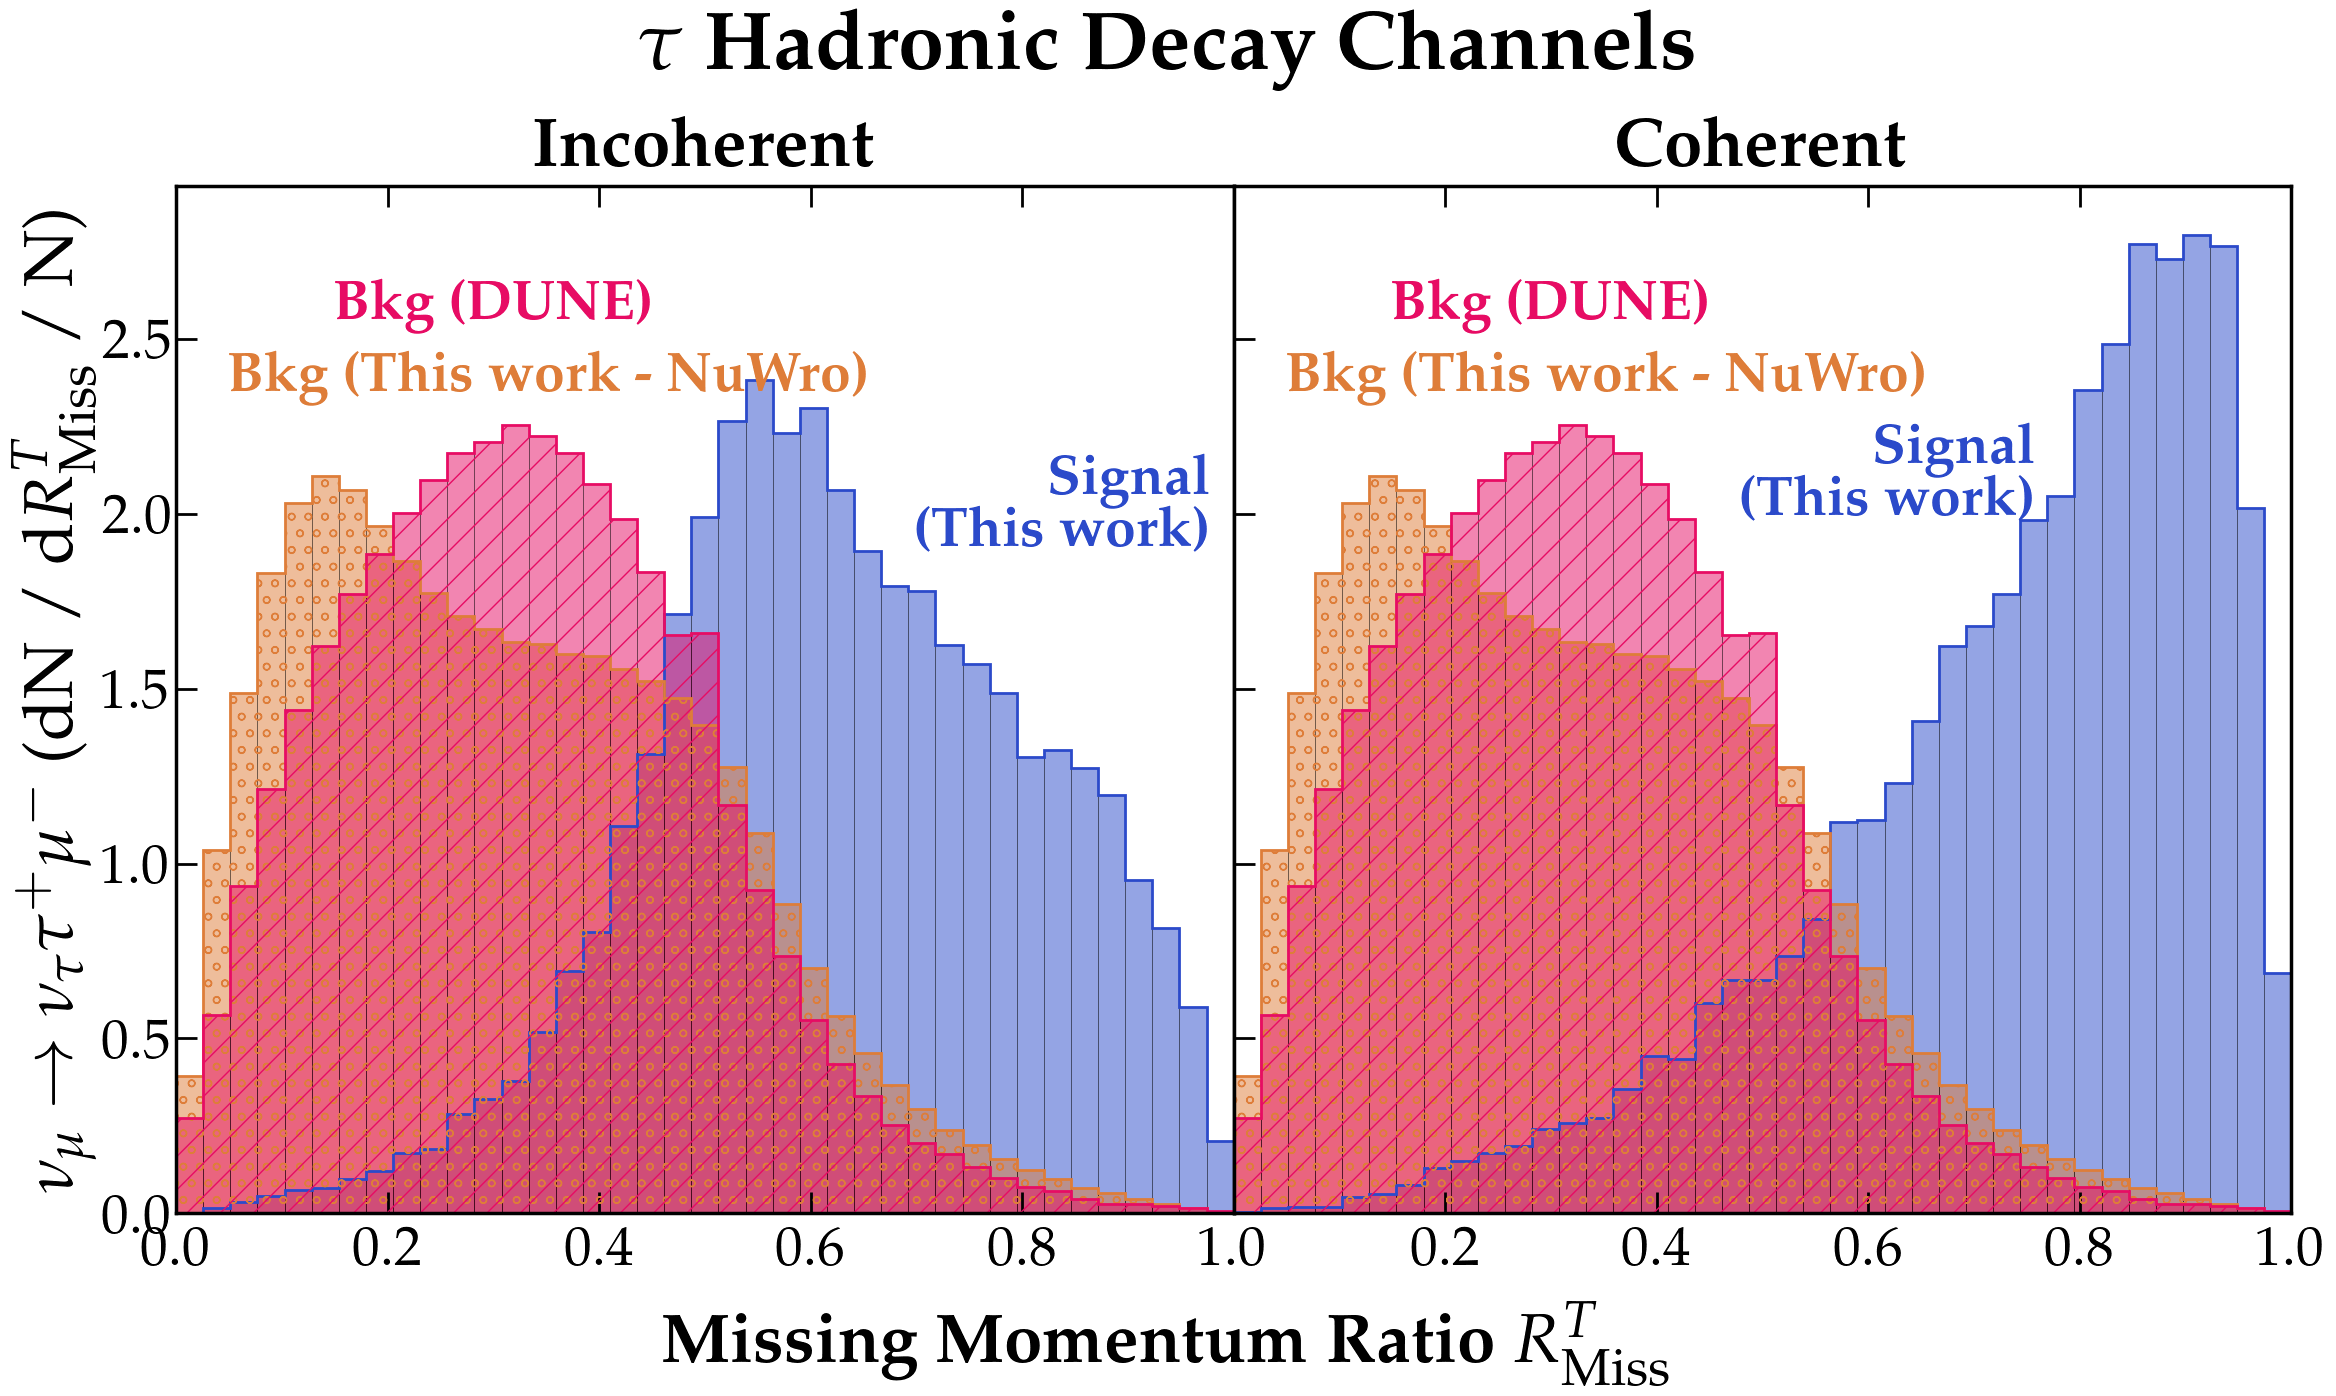 τ Hadronic Decay Channels
Incoherent
Coherent
ν_μ → ν_τ τ⁺ μ⁻ (dN / dR^T_Miss / N)
2.5
2.0
1.5
1.0
0.5
0.0
Bkg (DUNE)
Bkg (This work - NuWro)
Signal
(This work)
Bkg (DUNE)
Bkg (This work - NuWro)
Signal
(This work)
0.0 0.2 0.4 0.6 0.8 1.0 0.2 0.4 0.6 0.8 1.0
Missing Momentum Ratio R^T_Miss